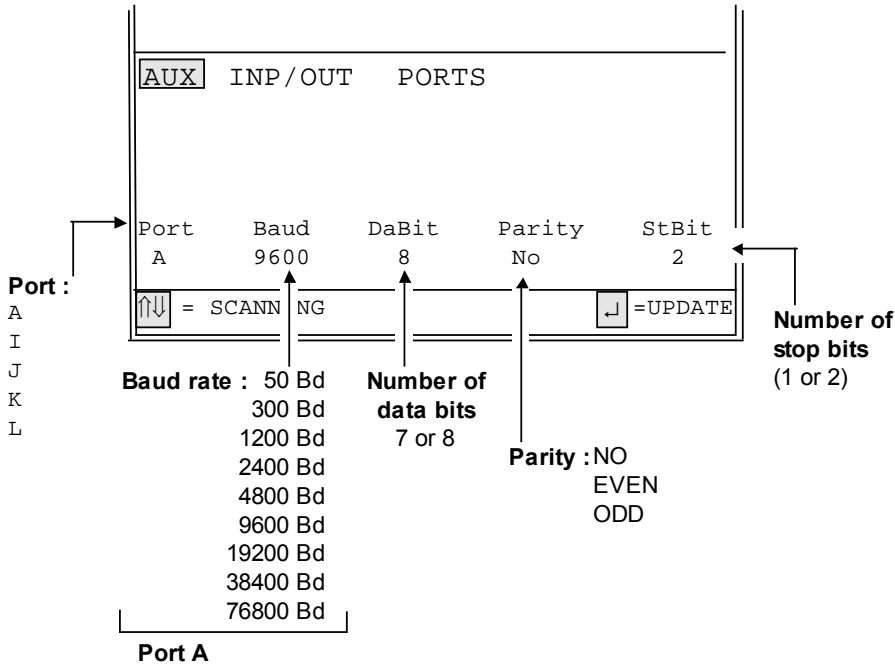 AUX INP/OUT PORTS
Port Baud DaBit Parity StBit
A 9600 8 No 2
⇑⇓ = SCANN NG ↵ =UPDATE
Port :
A
I
J
K
L
Baud rate : 50 Bd
300 Bd
1200 Bd
2400 Bd
4800 Bd
9600 Bd
19200 Bd
38400 Bd
76800 Bd
Port A
Number of
data bits
7 or 8
Parity : NO
EVEN
ODD
Number of
stop bits
(1 or 2)